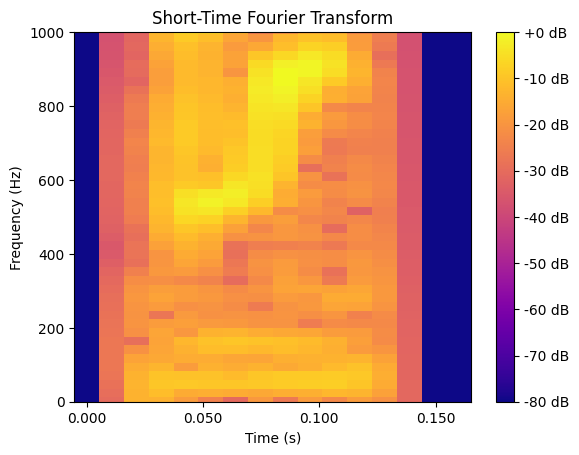 Short-Time Fourier Transform
1000
800
600
400
200
0
Frequency (Hz)
0.000
0.050
0.100
0.150
Time (s)
+0 dB
-10 dB
-20 dB
-30 dB
-40 dB
-50 dB
-60 dB
-70 dB
-80 dB